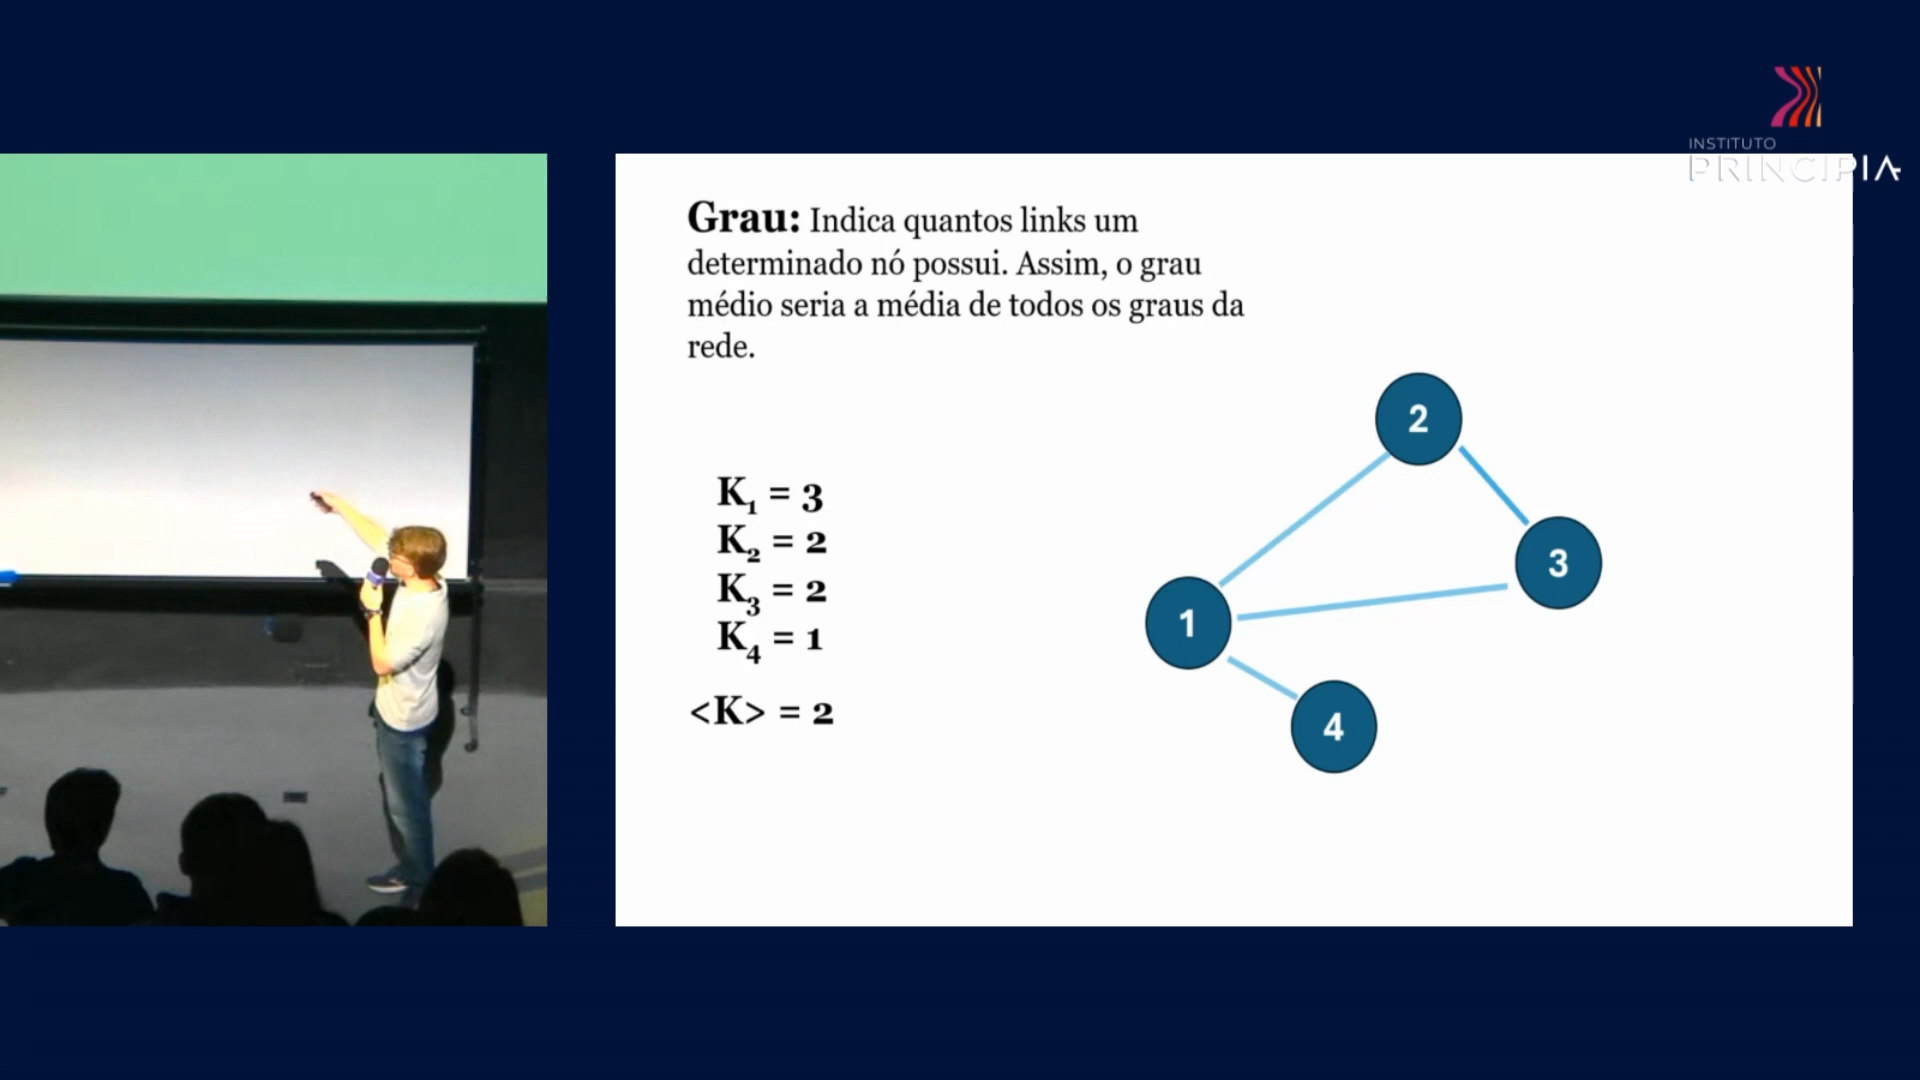 INSTITUTO
PRINCIPIA
Grau: Indica quantos links um
determinado nó possui. Assim, o grau
médio seria a média de todos os graus da
rede.
K₁ = 3
K₂ = 2
K₃ = 2
K₄ = 1
<K> = 2
2
3
1
4